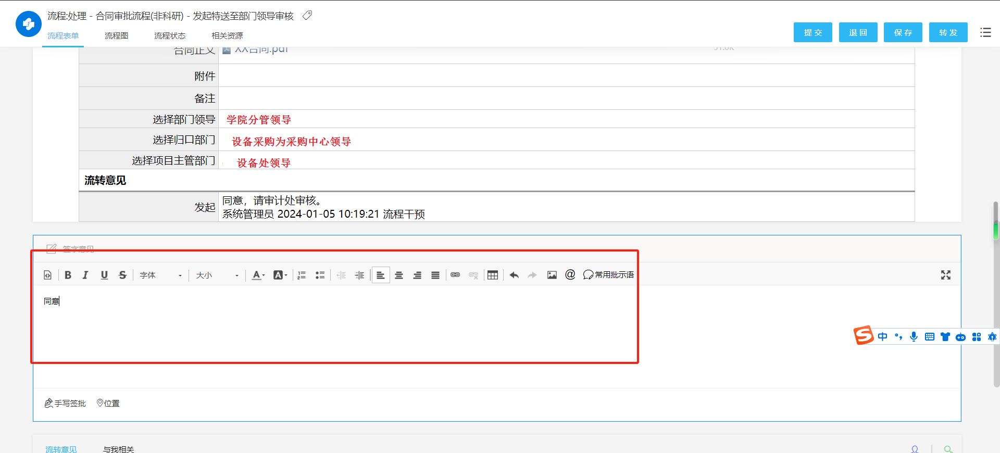 流程:处理 - 合同审批流程(非科研) - 发起特送至部门领导审核
流程表单 流程图 流程状态 相关资源
提交 退回 保存 转发
合同正文 XX合同.pdf 51.0K
附件
备注
选择部门领导 学院分管领导
选择归口部门 设备采购为采购中心领导
选择项目主管部门 设备处领导
流转意见
发起
同意，请审计处审核。
系统管理员 2024-01-05 10:19:21 流程干预
签字意见
B I U S 字体 大小 A A @ 常用批示语
同意
S 中
手写签批 位置
流转意见 与我相关